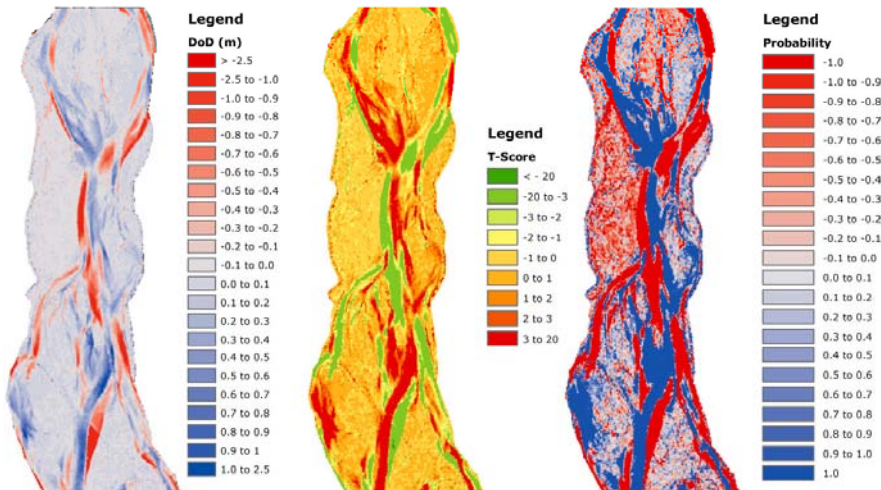 Legend
DoD (m)
> -2.5
-2.5 to -1.0
-1.0 to -0.9
-0.9 to -0.8
-0.8 to -0.7
-0.7 to -0.6
-0.6 to -0.5
-0.5 to -0.4
-0.4 to -0.3
-0.3 to -0.2
-0.2 to -0.1
-0.1 to 0.0
0.0 to 0.1
0.1 to 0.2
0.2 to 0.3
0.3 to 0.4
0.4 to 0.5
0.5 to 0.6
0.6 to 0.7
0.7 to 0.8
0.8 to 0.9
0.9 to 1
1.0 to 2.5
Legend
T-Score
< - 20
-20 to -3
-3 to -2
-2 to -1
-1 to 0
0 to 1
1 to 2
2 to 3
3 to 20
Legend
Probability
-1.0
-1.0 to -0.9
-0.9 to -0.8
-0.8 to -0.7
-0.7 to -0.6
-0.6 to -0.5
-0.5 to -0.4
-0.4 to -0.3
-0.3 to -0.2
-0.2 to -0.1
-0.1 to 0.0
0.0 to 0.1
0.1 to 0.2
0.2 to 0.3
0.3 to 0.4
0.4 to 0.5
0.5 to 0.6
0.6 to 0.7
0.7 to 0.8
0.8 to 0.9
0.9 to 1.0
1.0